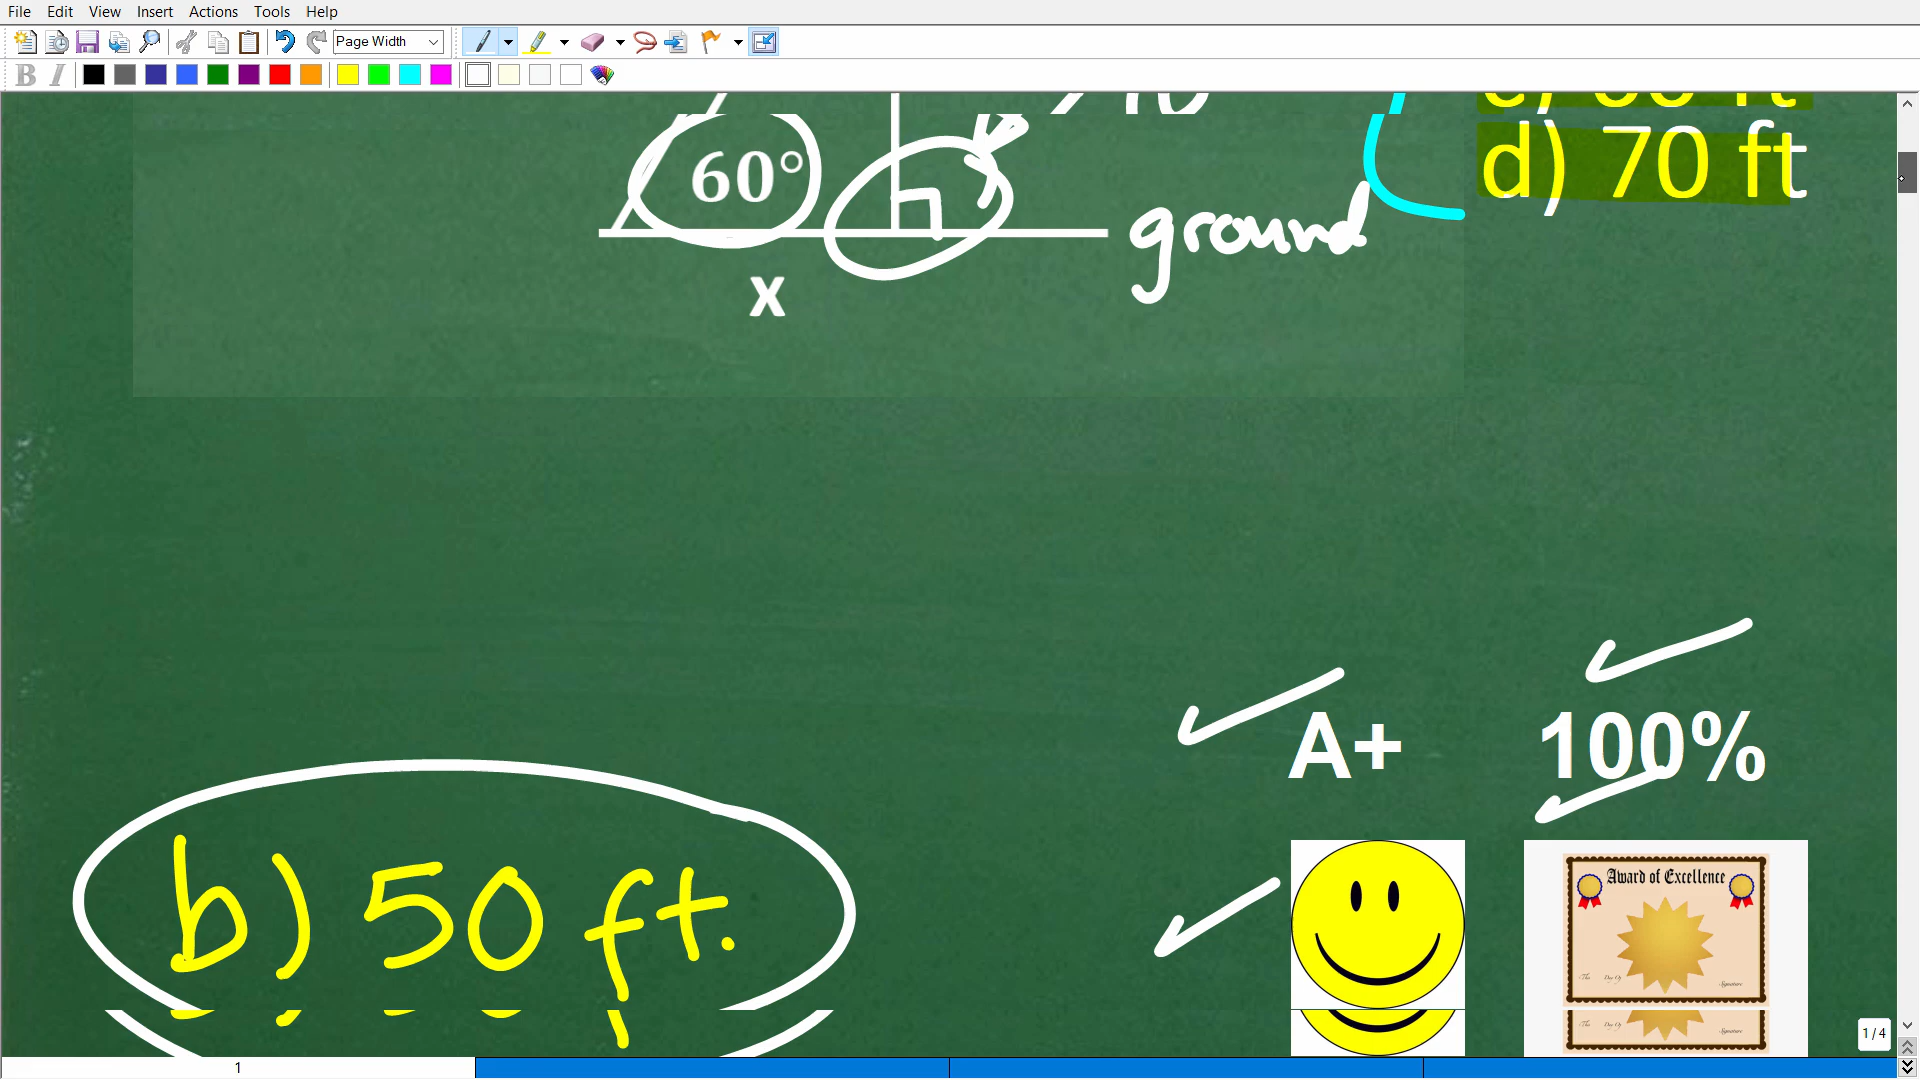 File Edit View Insert Actions Tools Help
Page Width
B I
d) 70 ft
60°
ground
x
A+ 100%
b) 50 ft.
Award of Excellence
1 / 4
1